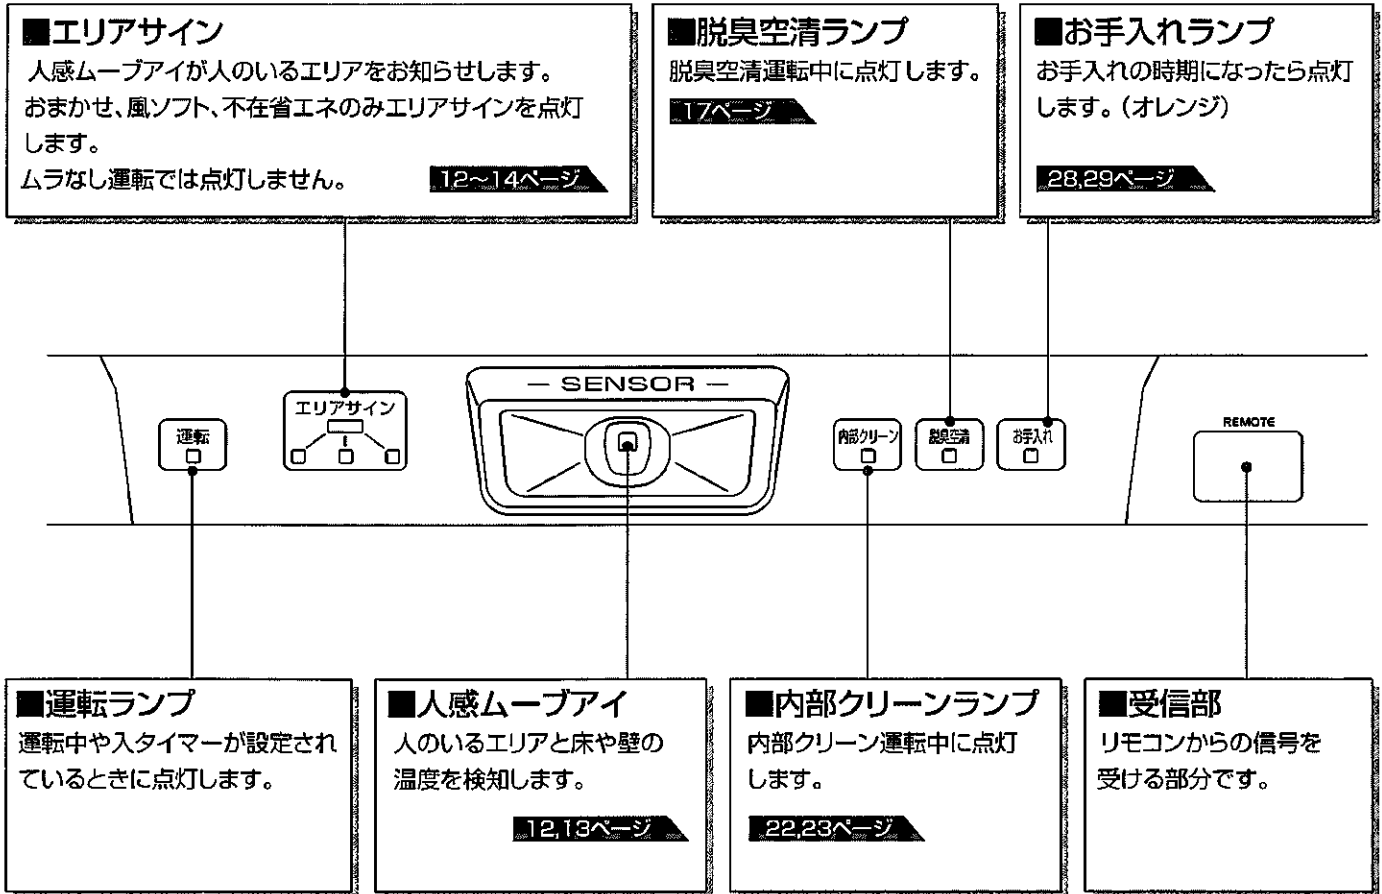 ■エリアサイン
人感ムーブアイが人のいるエリアをお知らせします。
おまかせ、風ソフト、不在省エネのみエリアサインを点灯
します。
ムラなし運転では点灯しません。
12〜14ページ
■脱臭空清ランプ
脱臭空清運転中に点灯します。
17ページ
■お手入れランプ
お手入れの時期になったら点灯
します。(オレンジ)
28,29ページ
運転
エリアサイン
— SENSOR —
内部クリーン
脱臭空清
お手入れ
REMOTE
■運転ランプ
運転中や入タイマーが設定され
ているときに点灯します。
■人感ムーブアイ
人のいるエリアと床や壁の
温度を検知します。
12,13ページ
■内部クリーンランプ
内部クリーン運転中に点灯
します。
22,23ページ
■受信部
リモコンからの信号を
受ける部分です。